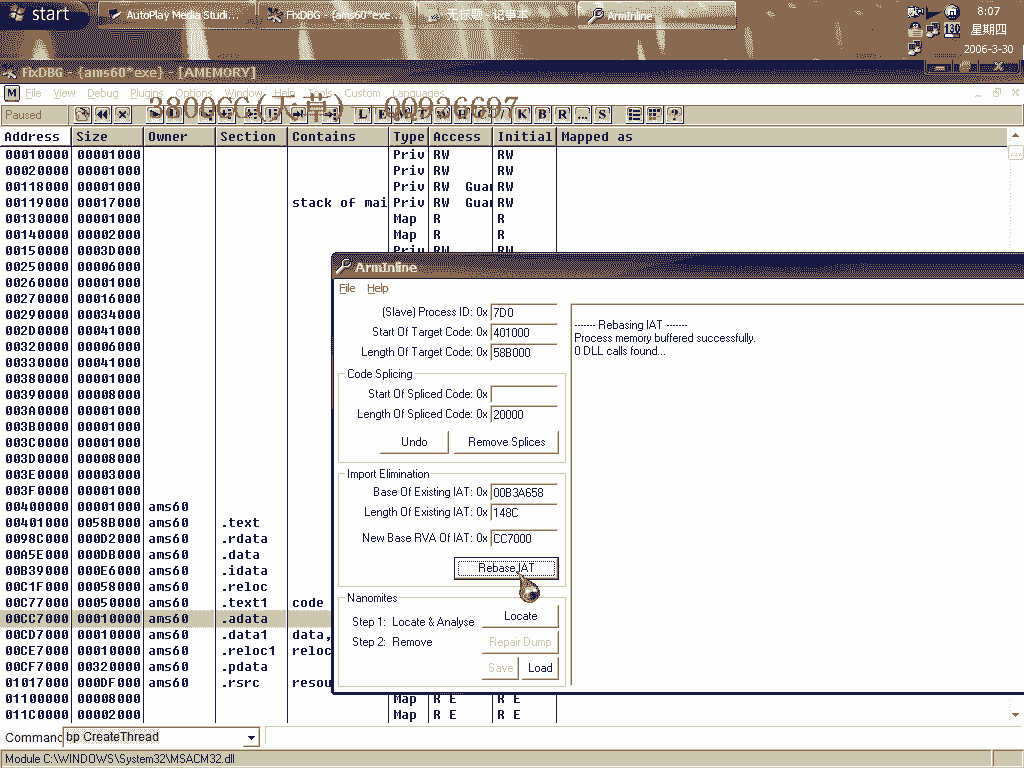 start
AutoPlay Media Studi...
FixDBG - {ams60*exe...
无标题 - 记事本
ArmInline
130
8:07
星期四
2006-3-30
FixDBG - {ams60*exe} - [AMEMORY]
M File View Debug Plugins Options Window Help Tools Custom Languages
3800CC(天草) 00936697
Paused
K B R ... S ?
Address Size Owner Section Contains Type Access Initial Mapped as
00010000 00001000 Priv RW RW
00020000 00001000 Priv RW RW
00118000 00001000 Priv RW Guar RW
00119000 00017000 stack of mai Priv RW Guar RW
00130000 00001000 Map R R
00140000 00002000 Map R R
00150000 0003D000 Priv RW RW
00250000 00006000
00260000 00001000
00270000 00016000
00290000 00034000
002D0000 00041000
00320000 00006000
00330000 00041000
00380000 00001000
00390000 00008000
003A0000 00001000
003B0000 00001000
003C0000 00001000
003D0000 00008000
003E0000 00003000
003F0000 00001000
00400000 00001000 ams60
00401000 0058B000 ams60 .text
0098C000 000D2000 ams60 .rdata
00A5E000 000DB000 ams60 .data
00B39000 000E6000 ams60 .idata
00C1F000 00058000 ams60 .reloc
00C77000 00050000 ams60 .text1 code
00CC7000 00010000 ams60 .adata
00CD7000 00010000 ams60 .data1 data,
00CE7000 00010000 ams60 .reloc1 reloc
00CF7000 00320000 ams60 .pdata
01017000 000DF000 ams60 .rsrc resou
01100000 00008000 Map R E R E
011C0000 00002000 Map R E R E
ArmInline
File Help
(Slave) Process ID: 0x 7D0
Start Of Target Code: 0x 401000
Length Of Target Code: 0x 58B000
Code Splicing
Start Of Spliced Code: 0x
Length Of Spliced Code: 0x 20000
Undo Remove Splices
Import Elimination
Base Of Existing IAT: 0x 00B3A658
Length Of Existing IAT: 0x 148C
New Base RVA Of IAT: 0x CC7000
Rebase IAT
Nanomites
Step 1: Locate & Analyse Locate
Step 2: Remove Repair Dump
Save Load
------- Rebasing IAT -------
Process memory buffered successfully.
0 DLL calls found...
Command bp CreateThread
Module C:\WINDOWS\System32\MSACM32.dll